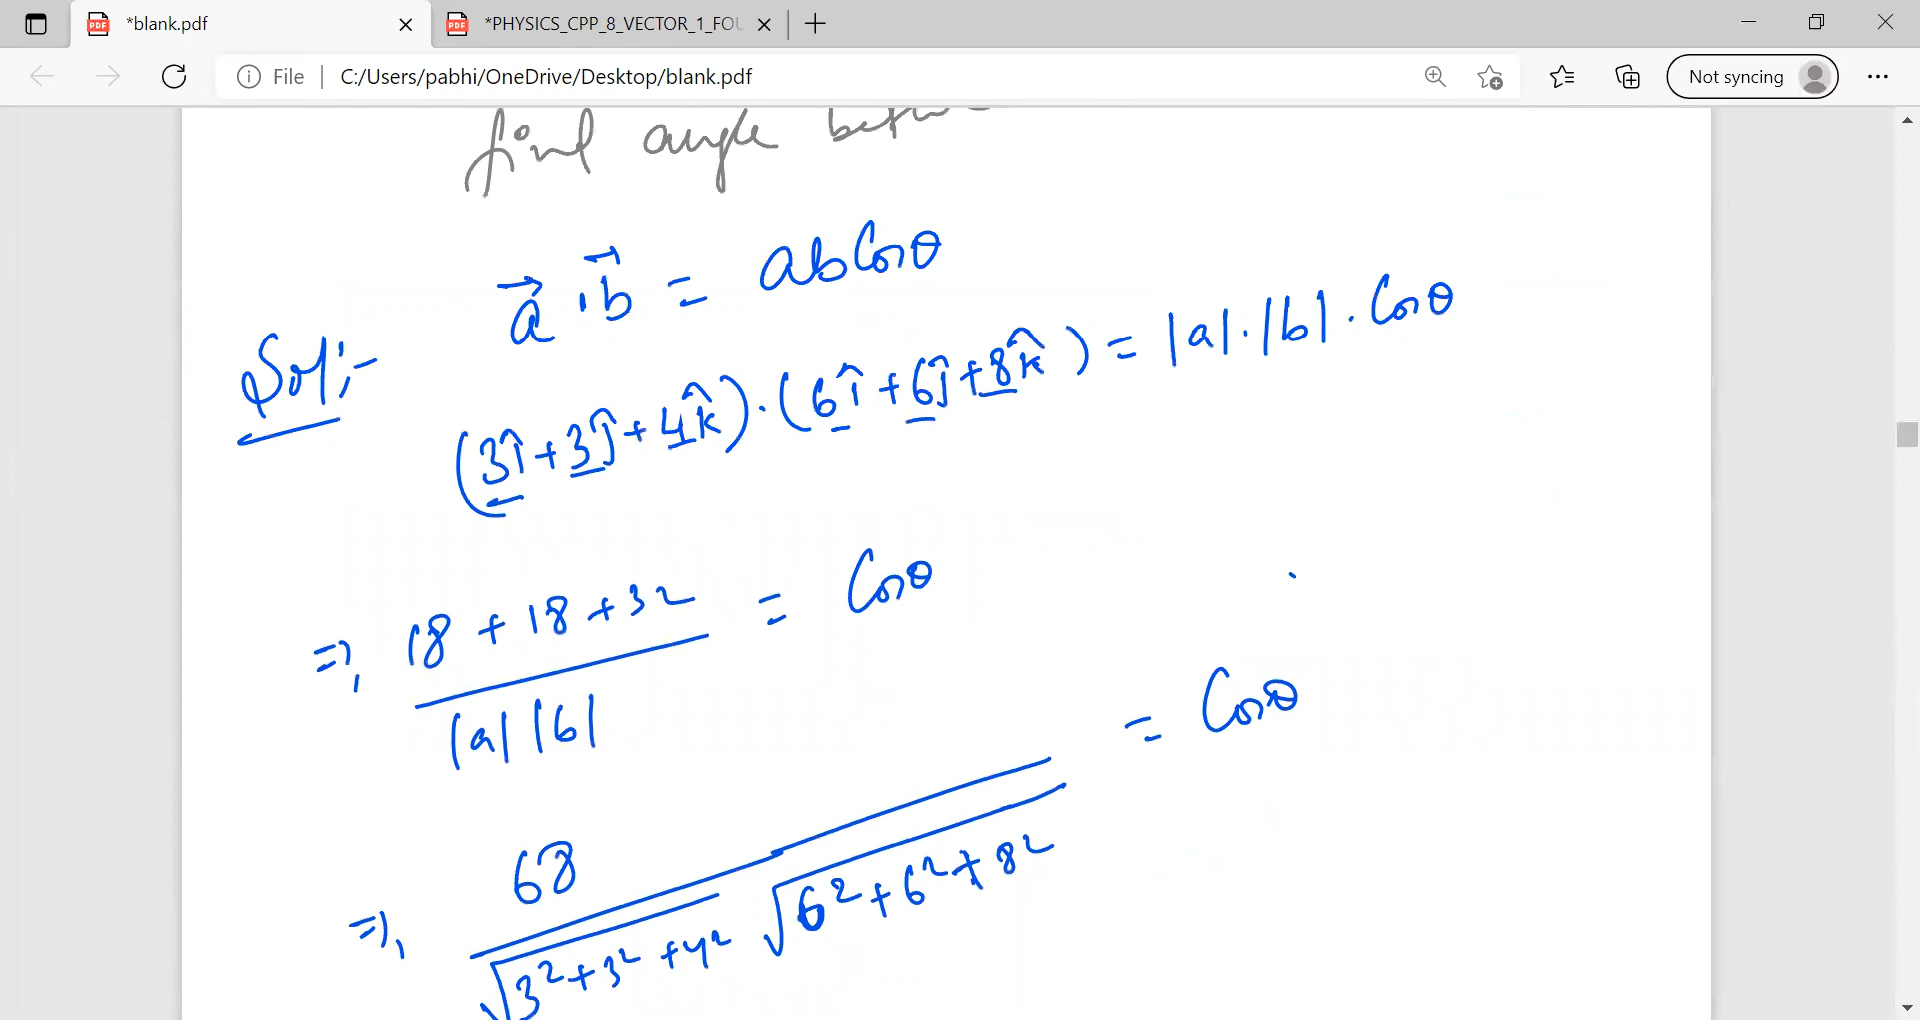 *blank.pdf
*PHYSICS_CPP_8_VECTOR_1_FOU
File
C:/Users/pabhi/OneDrive/Desktop/blank.pdf
Not syncing
find angle
Sol:-
a⃗ . b⃗ = ab Cosθ
(3î + 3ĵ + 4k̂) . (6î + 6ĵ + 8k̂) = |a| . |b| . Cosθ
⇒, 18 + 18 + 32 / |a| |b| = Cosθ
⇒, 68 / √3² + 3² + 4² √6² + 6² + 8² = Cosθ